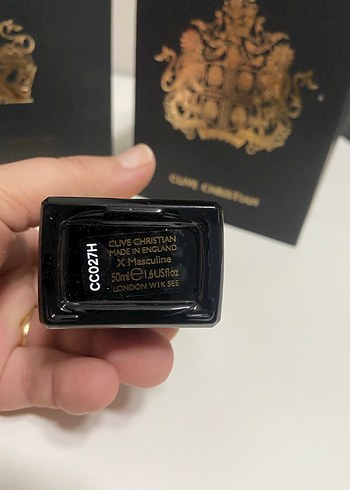 CLIVE CHRISTIAN
CC027H
CLIVE CHRISTIAN
MADE IN ENGLAND
X Masculine
50ml℮1.6USfloz
LONDON W1K 5EE